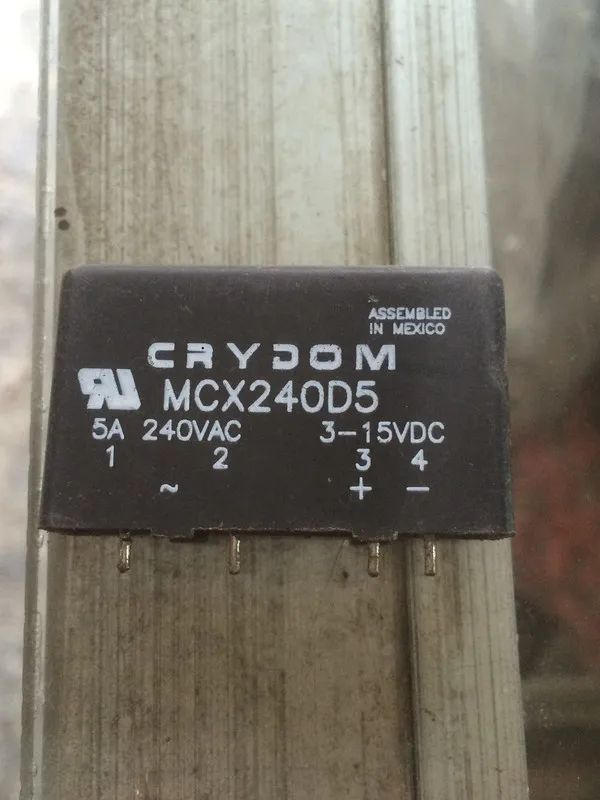 ASSEMBLED
IN MEXICO
CRYDOM
MCX240D5
5A 240VAC 3-15VDC
1 2 3 4
~ + -